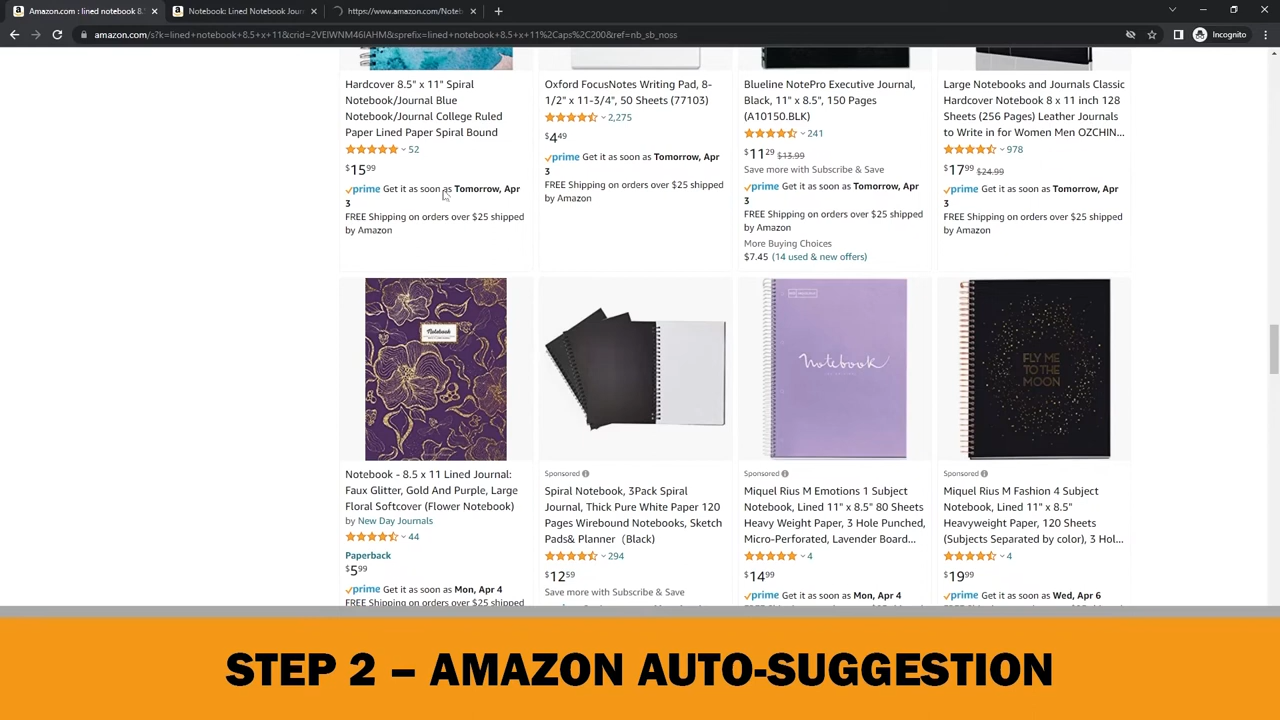 Amazon.com : lined notebook 8.5
Notebook: Lined Notebook Jour
https://www.amazon.com/Noteb
amazon.com/s?k=lined+notebook+8.5+x+11&crid=2VEIWNM46IAHM&sprefix=lined+notebook+8.5+x+11%2Caps%2C200&ref=nb_sb_noss
Incognito
Hardcover 8.5" x 11" Spiral
Notebook/Journal Blue
Notebook/Journal College Ruled
Paper Lined Paper Spiral Bound
52
$15 99
prime Get it as soon as Tomorrow, Apr
3
FREE Shipping on orders over $25 shipped
by Amazon
Oxford FocusNotes Writing Pad, 8-
1/2" x 11-3/4", 50 Sheets (77103)
2,275
$4 49
prime Get it as soon as Tomorrow, Apr
3
FREE Shipping on orders over $25 shipped
by Amazon
Blueline NotePro Executive Journal,
Black, 11" x 8.5", 150 Pages
(A10150.BLK)
241
$11 29 $13.99
Save more with Subscribe & Save
prime Get it as soon as Tomorrow, Apr
3
FREE Shipping on orders over $25 shipped
by Amazon
More Buying Choices
$7.45 (14 used & new offers)
Large Notebooks and Journals Classic
Hardcover Notebook 8 x 11 inch 128
Sheets (256 Pages) Leather Journals
to Write in for Women Men OZCHIN...
978
$17 99 $24.99
prime Get it as soon as Tomorrow, Apr
3
FREE Shipping on orders over $25 shipped
by Amazon
Notebook
Notebook
FLY ME
TO THE
MOON
Notebook - 8.5 x 11 Lined Journal:
Faux Glitter, Gold And Purple, Large
Floral Softcover (Flower Notebook)
by New Day Journals
44
Paperback
$5 99
prime Get it as soon as Mon, Apr 4
FREE Shipping on orders over $25 shipped
Sponsored
Spiral Notebook, 3Pack Spiral
Journal, Thick Pure White Paper 120
Pages Wirebound Notebooks, Sketch
Pads& Planner（Black)
294
$12 59
Save more with Subscribe & Save
Sponsored
Miquel Rius M Emotions 1 Subject
Notebook, Lined 11" x 8.5" 80 Sheets
Heavy Weight Paper, 3 Hole Punched,
Micro-Perforated, Lavender Board...
4
$14 99
prime Get it as soon as Mon, Apr 4
Sponsored
Miquel Rius M Fashion 4 Subject
Notebook, Lined 11" x 8.5"
Heavyweight Paper, 120 Sheets
(Subjects Separated by color), 3 Hol...
4
$19 99
prime Get it as soon as Wed, Apr 6
STEP 2 – AMAZON AUTO-SUGGESTION